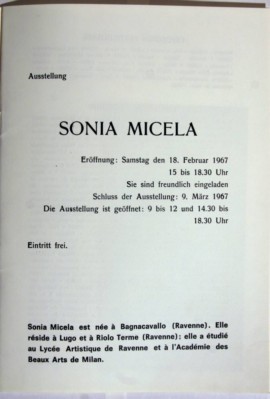 Ausstellung
SONIA MICELA
Eröffnung: Samstag den 18. Februar 1967
15 bis 18.30 Uhr
Sie sind freundlich eingeladen
Schluss der Ausstellung: 9. März 1967
Die Ausstellung ist geöffnet: 9 bis 12 und 14.30 bis
18.30 Uhr
Eintritt frei.
Sonia Micela est née à Bagnacavallo (Ravenne). Elle
réside à Lugo et à Riolo Terme (Ravenne); elle a étudié
au Lycée Artistique de Ravenne et à l'Académie des
Beaux Arts de Milan.